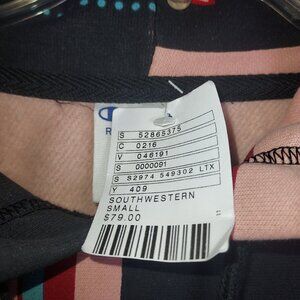 S 52865375
C 0216
V 046191
S 0000091
S S2974 549302 LTX
Y 409
SOUTHWESTERN
SMALL
$79.00